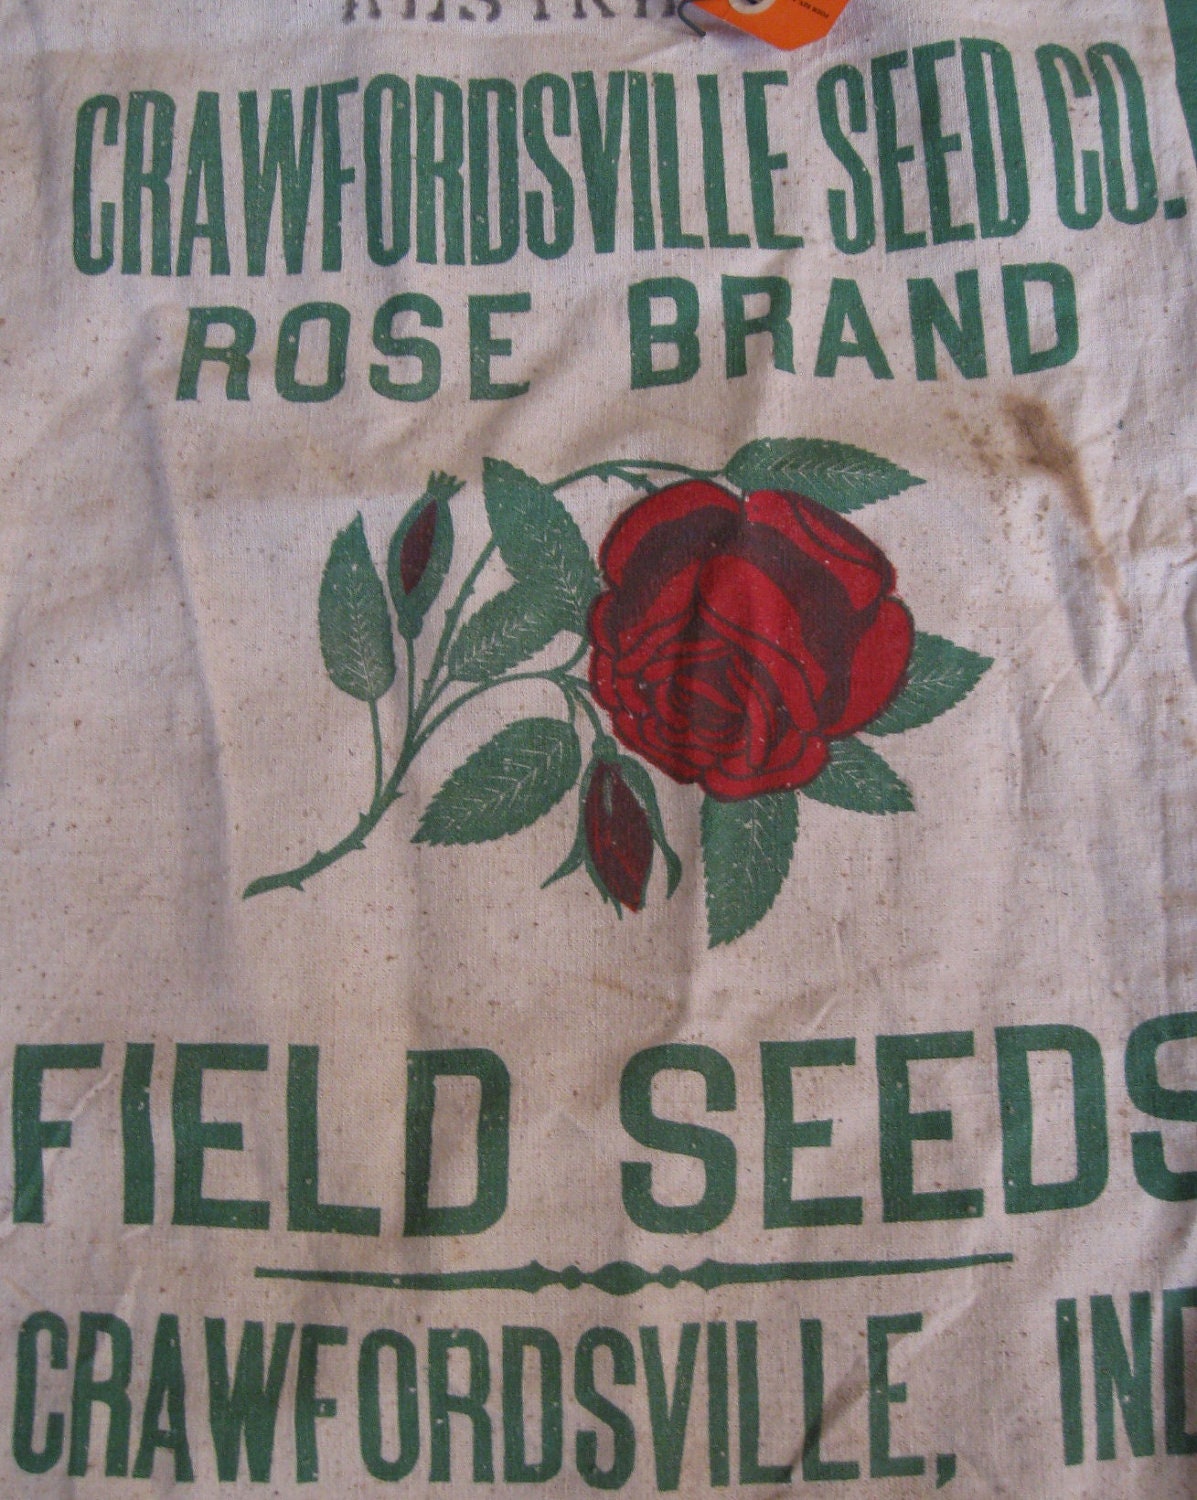 CRAWFORDSVILLE SEED CO.
ROSE BRAND
FIELD SEEDS
CRAWFORDSVILLE, IND